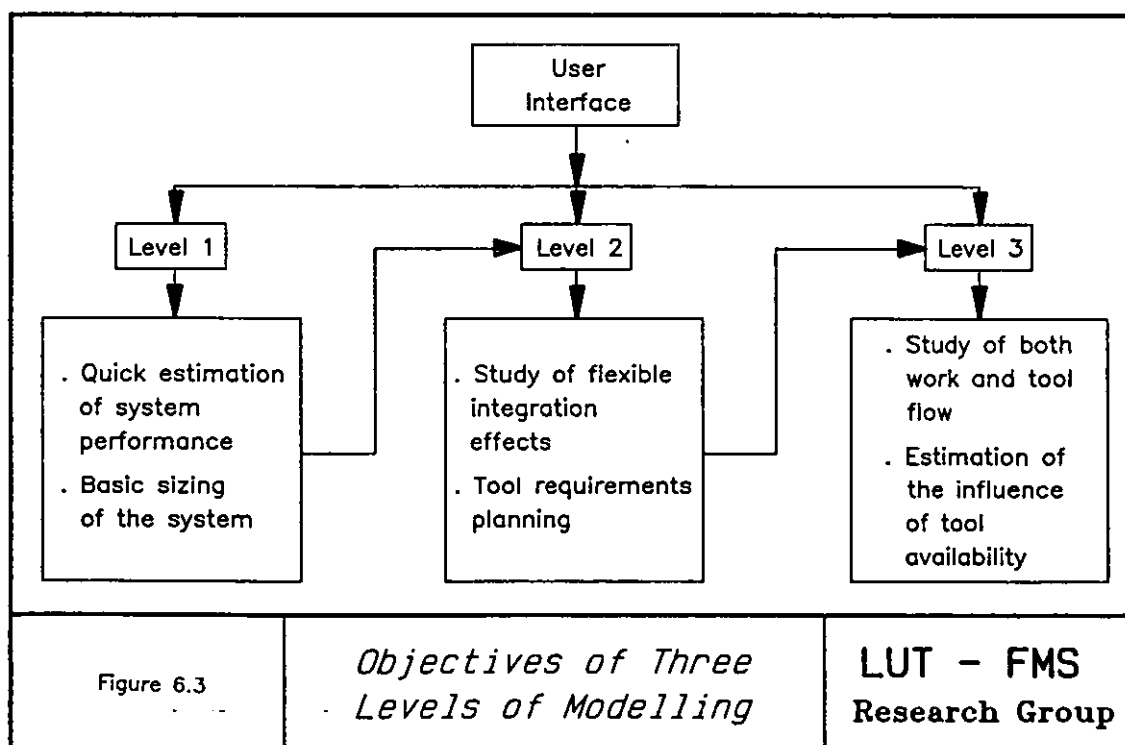 User
Interface
Level 1
Level 2
Level 3
. Quick estimation
of system
performance
. Basic sizing
of the system
. Study of flexible
integration
effects
. Tool requirements
planning
. Study of both
work and tool
flow
. Estimation of
the influence
of tool
availability
Figure 6.3
Objectives of Three
Levels of Modelling
LUT - FMS
Research Group